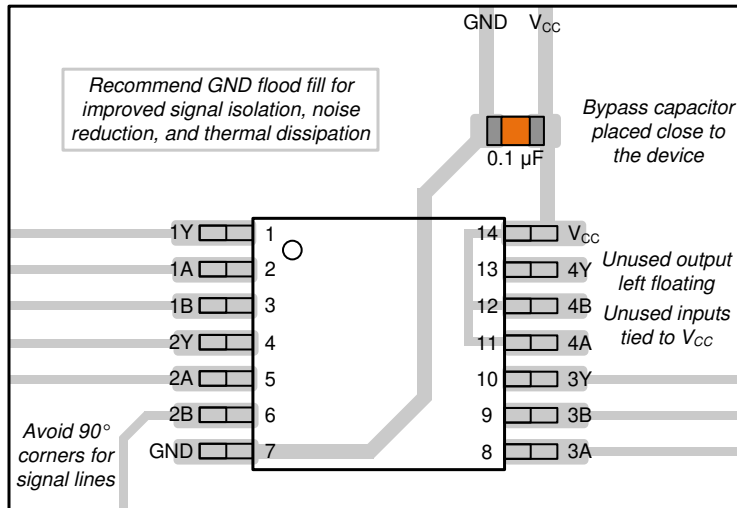 GND V_CC
Recommend GND flood fill for
improved signal isolation, noise
reduction, and thermal dissipation
Bypass capacitor
placed close to
the device
0.1 µF
1Y 1 14 V_CC
1A 2 13 4Y
1B 3 12 4B
2Y 4 11 4A
2A 5 10 3Y
2B 6 9 3B
GND 7 8 3A
Unused output
left floating
Unused inputs
tied to V_CC
Avoid 90°
corners for
signal lines